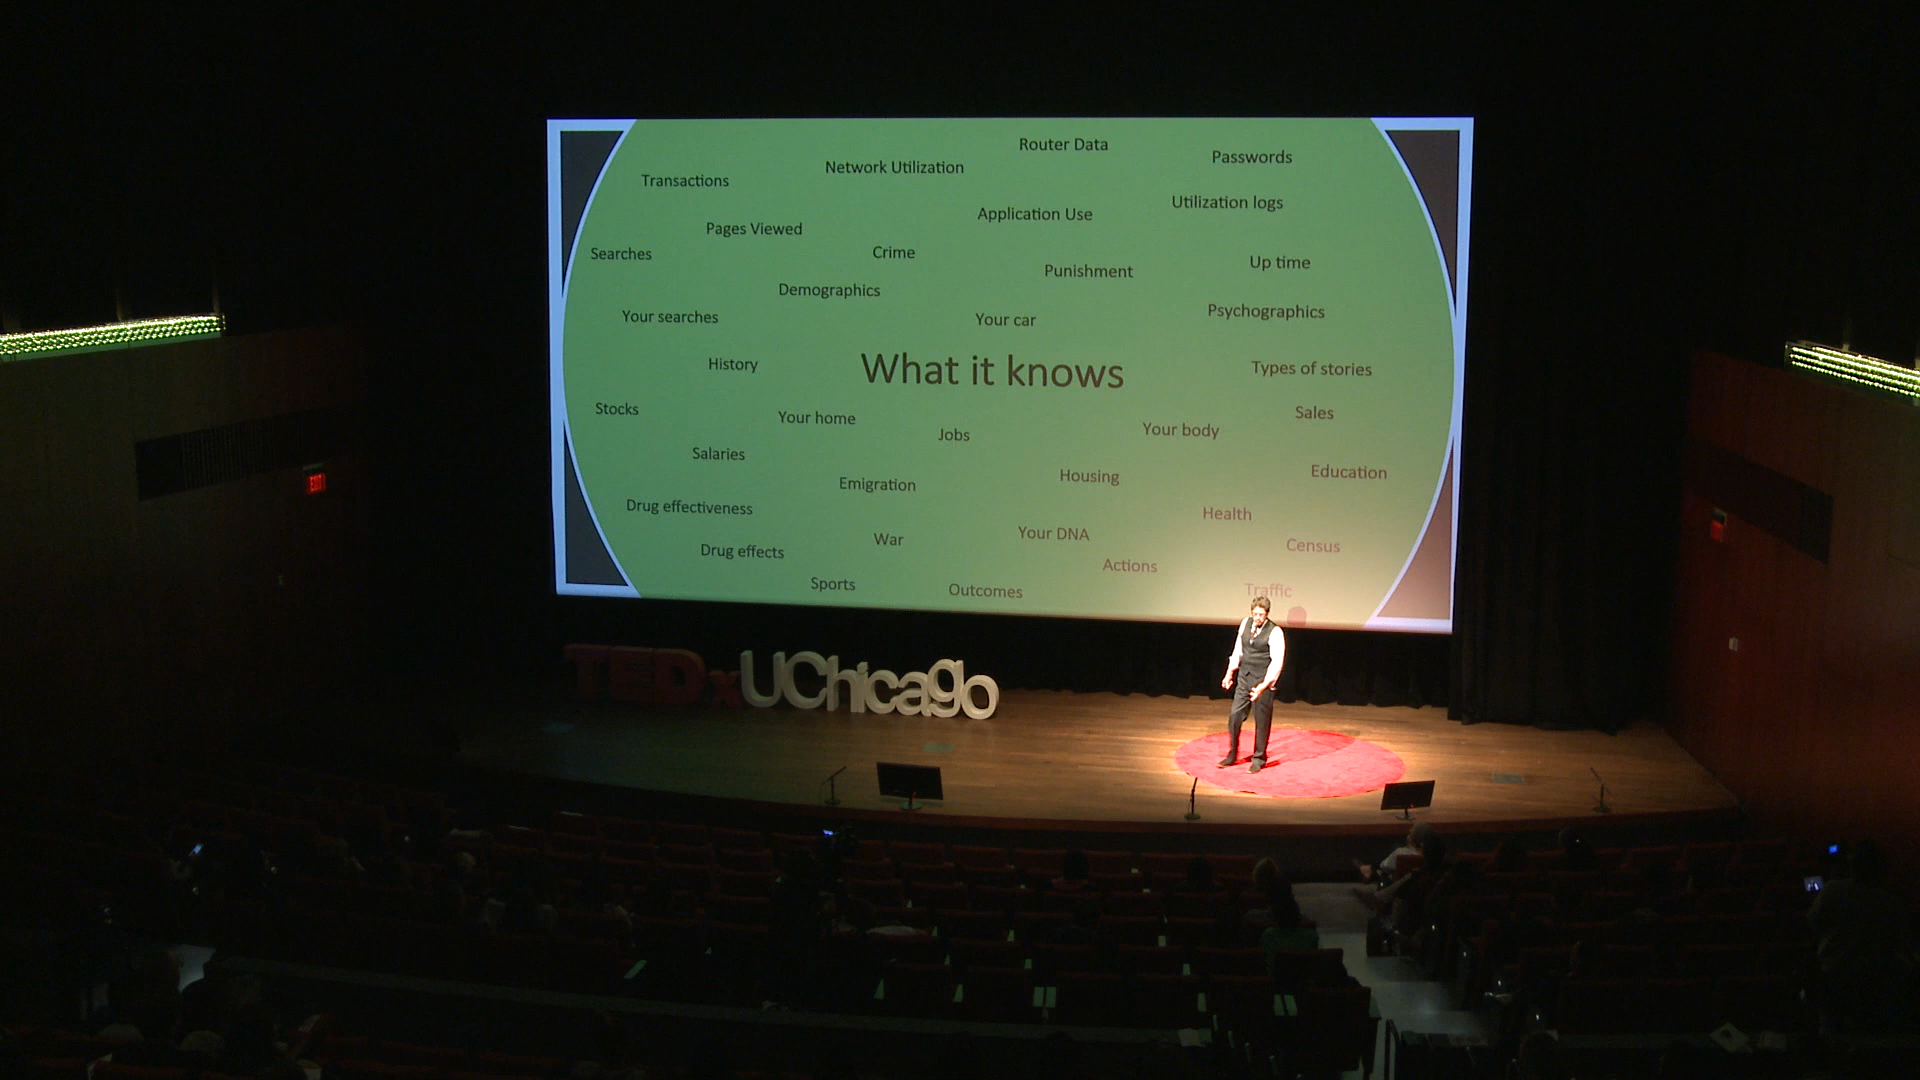 Router Data
Passwords
Network Utilization
Transactions
Utilization logs
Application Use
Pages Viewed
Searches
Crime
Up time
Punishment
Demographics
Psychographics
Your searches
Your car
History
What it knows
Types of stories
Stocks
Your home
Sales
Jobs
Your body
Salaries
Emigration
Housing
Education
Drug effectiveness
Health
War
Your DNA
Census
Drug effects
Actions
Sports
Outcomes
Traffic
EXIT
TEDxUChicago